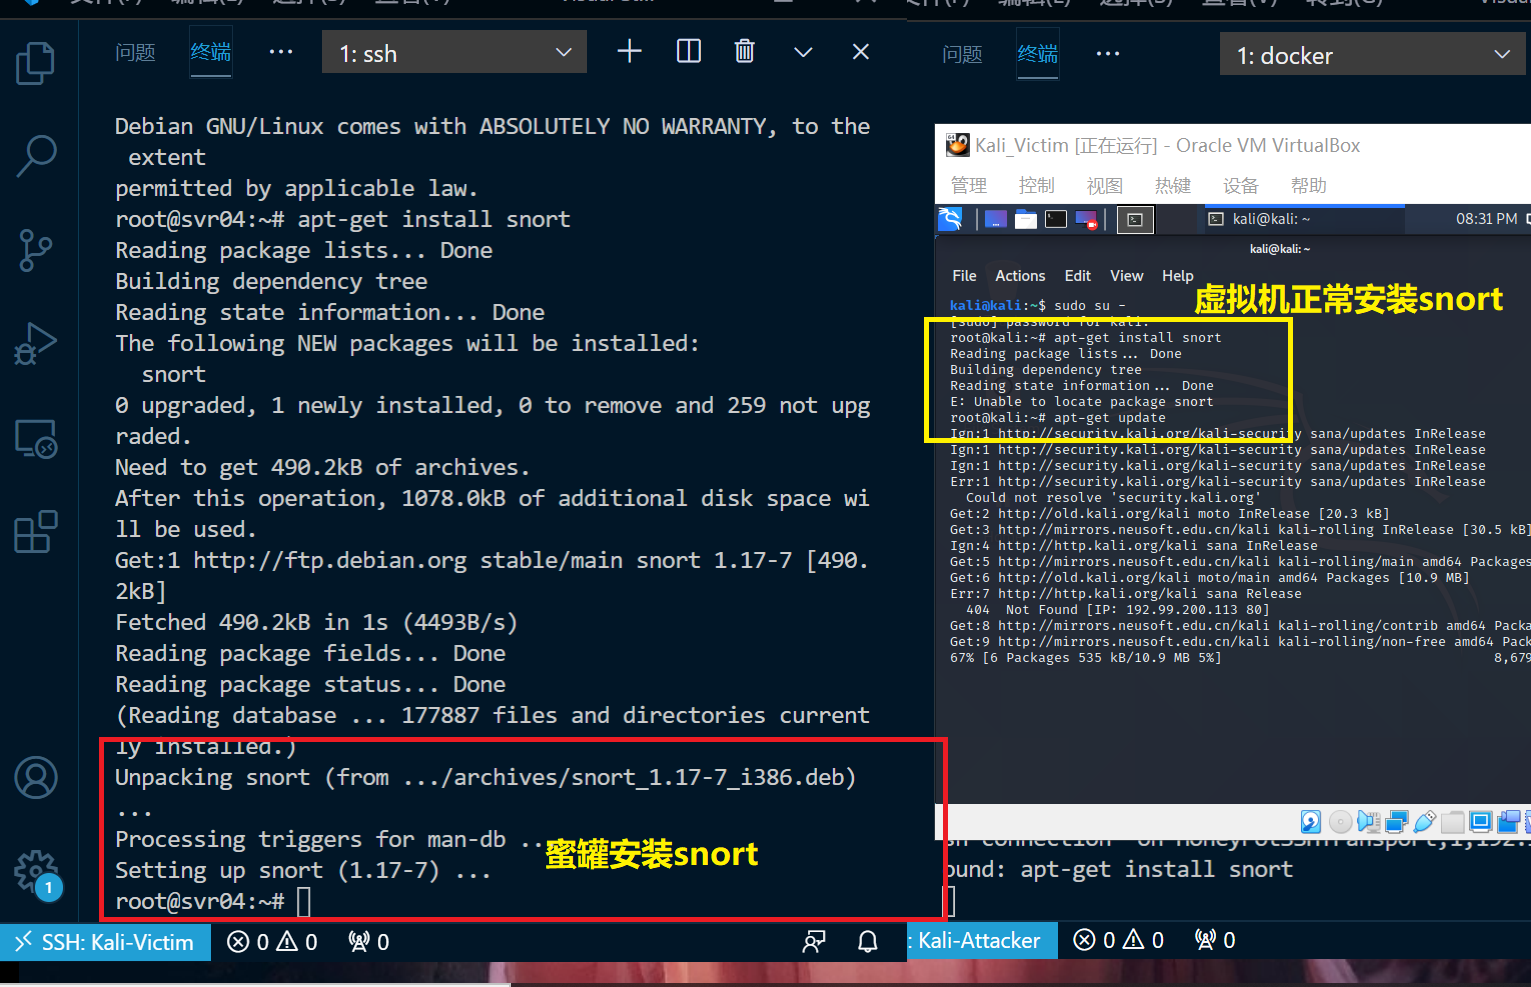 问题
终端
···
1: ssh
Debian GNU/Linux comes with ABSOLUTELY NO WARRANTY, to the
 extent
permitted by applicable law.
root@svr04:~# apt-get install snort
Reading package lists... Done
Building dependency tree
Reading state information... Done
The following NEW packages will be installed:
  snort
0 upgraded, 1 newly installed, 0 to remove and 259 not upg
raded.
Need to get 490.2kB of archives.
After this operation, 1078.0kB of additional disk space wi
ll be used.
Get:1 http://ftp.debian.org stable/main snort 1.17-7 [490.
2kB]
Fetched 490.2kB in 1s (4493B/s)
Reading package fields... Done
Reading package status... Done
(Reading database ... 177887 files and directories current
ly installed.)
Unpacking snort (from .../archives/snort_1.17-7_i386.deb)
...
Processing triggers for man-db ...
Setting up snort (1.17-7) ...
root@svr04:~#
蜜罐安装snort
1
SSH: Kali-Victim
0 0 0
问题
终端
···
1: docker
Kali_Victim [正在运行] - Oracle VM VirtualBox
管理 控制 视图 热键 设备 帮助
kali@kali: ~
08:31 PM
kali@kali: ~
File Actions Edit View Help
虚拟机正常安装snort
kali@kali:~$ sudo su -
[sudo] password for kali:
root@kali:~# apt-get install snort
Reading package lists... Done
Building dependency tree
Reading state information... Done
E: Unable to locate package snort
root@kali:~# apt-get update
Ign:1 http://security.kali.org/kali-security sana/updates InRelease
Ign:1 http://security.kali.org/kali-security sana/updates InRelease
Ign:1 http://security.kali.org/kali-security sana/updates InRelease
Err:1 http://security.kali.org/kali-security sana/updates InRelease
  Could not resolve 'security.kali.org'
Get:2 http://old.kali.org/kali moto InRelease [20.3 kB]
Get:3 http://mirrors.neusoft.edu.cn/kali kali-rolling InRelease [30.5 kB]
Ign:4 http://http.kali.org/kali sana InRelease
Get:5 http://mirrors.neusoft.edu.cn/kali kali-rolling/main amd64 Packages
Get:6 http://old.kali.org/kali moto/main amd64 Packages [10.9 MB]
Err:7 http://http.kali.org/kali sana Release
  404  Not Found [IP: 192.99.200.113 80]
Get:8 http://mirrors.neusoft.edu.cn/kali kali-rolling/contrib amd64 Packa
Get:9 http://mirrors.neusoft.edu.cn/kali kali-rolling/non-free amd64 Pack
67% [6 Packages 535 kB/10.9 MB 5%] 8,679
ound: apt-get install snort
: Kali-Attacker
0 0 0